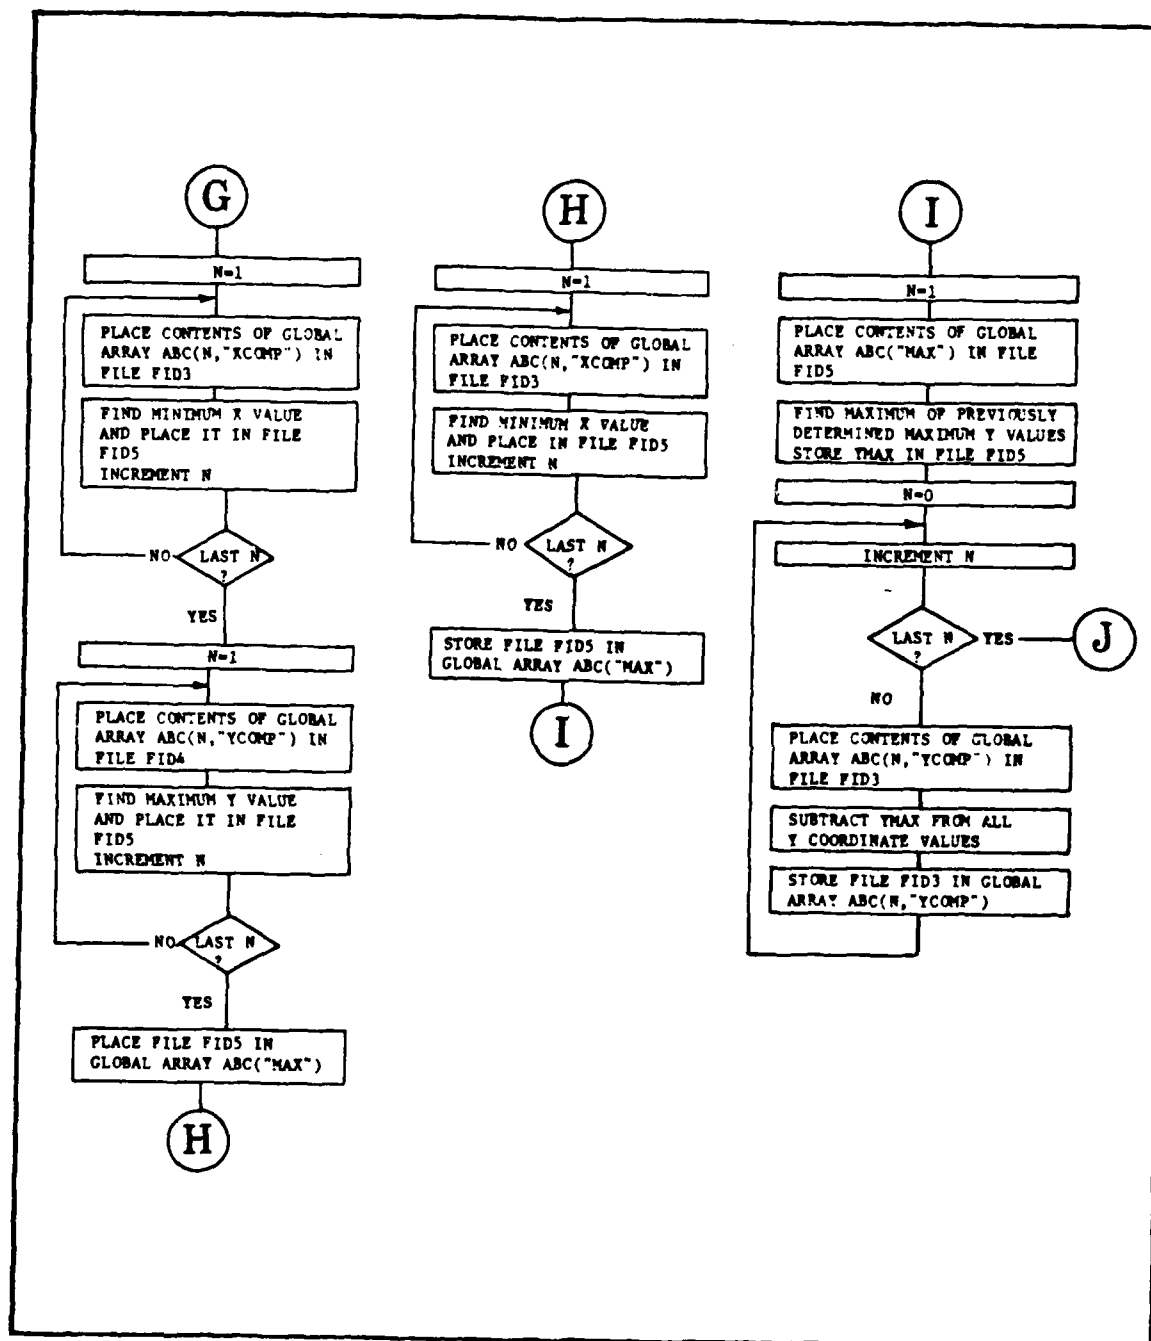 G
N=1
PLACE CONTENTS OF GLOBAL
ARRAY ABC(N,"XCOMP") IN
FILE FID3
FIND MINIMUM X VALUE
AND PLACE IT IN FILE
FID5
INCREMENT N
NO
LAST N
?
YES
N=1
PLACE CONTENTS OF GLOBAL
ARRAY ABC(N,"YCOMP") IN
FILE FID4
FIND MAXIMUM Y VALUE
AND PLACE IT IN FILE
FID5
INCREMENT N
NO
LAST N
?
YES
PLACE FILE FID5 IN
GLOBAL ARRAY ABC("MAX")
H
H
N=1
PLACE CONTENTS OF GLOBAL
ARRAY ABC(N,"XCOMP") IN
FILE FID3
FIND MINIMUM X VALUE
AND PLACE IN FILE FID5
INCREMENT N
NO
LAST N
?
YES
STORE FILE FID5 IN
GLOBAL ARRAY ABC("MAX")
I
I
N=1
PLACE CONTENTS OF GLOBAL
ARRAY ABC("MAX") IN FILE
FID5
FIND MAXIMUM OF PREVIOUSLY
DETERMINED MAXIMUM Y VALUES
STORE YMAX IN FILE FID5
N=0
INCREMENT N
LAST N
?
YES
J
NO
PLACE CONTENTS OF GLOBAL
ARRAY ABC(N,"YCOMP") IN
FILE FID3
SUBTRACT YMAX FROM ALL
Y COORDINATE VALUES
STORE FILE FID3 IN GLOBAL
ARRAY ABC(N,"YCOMP")